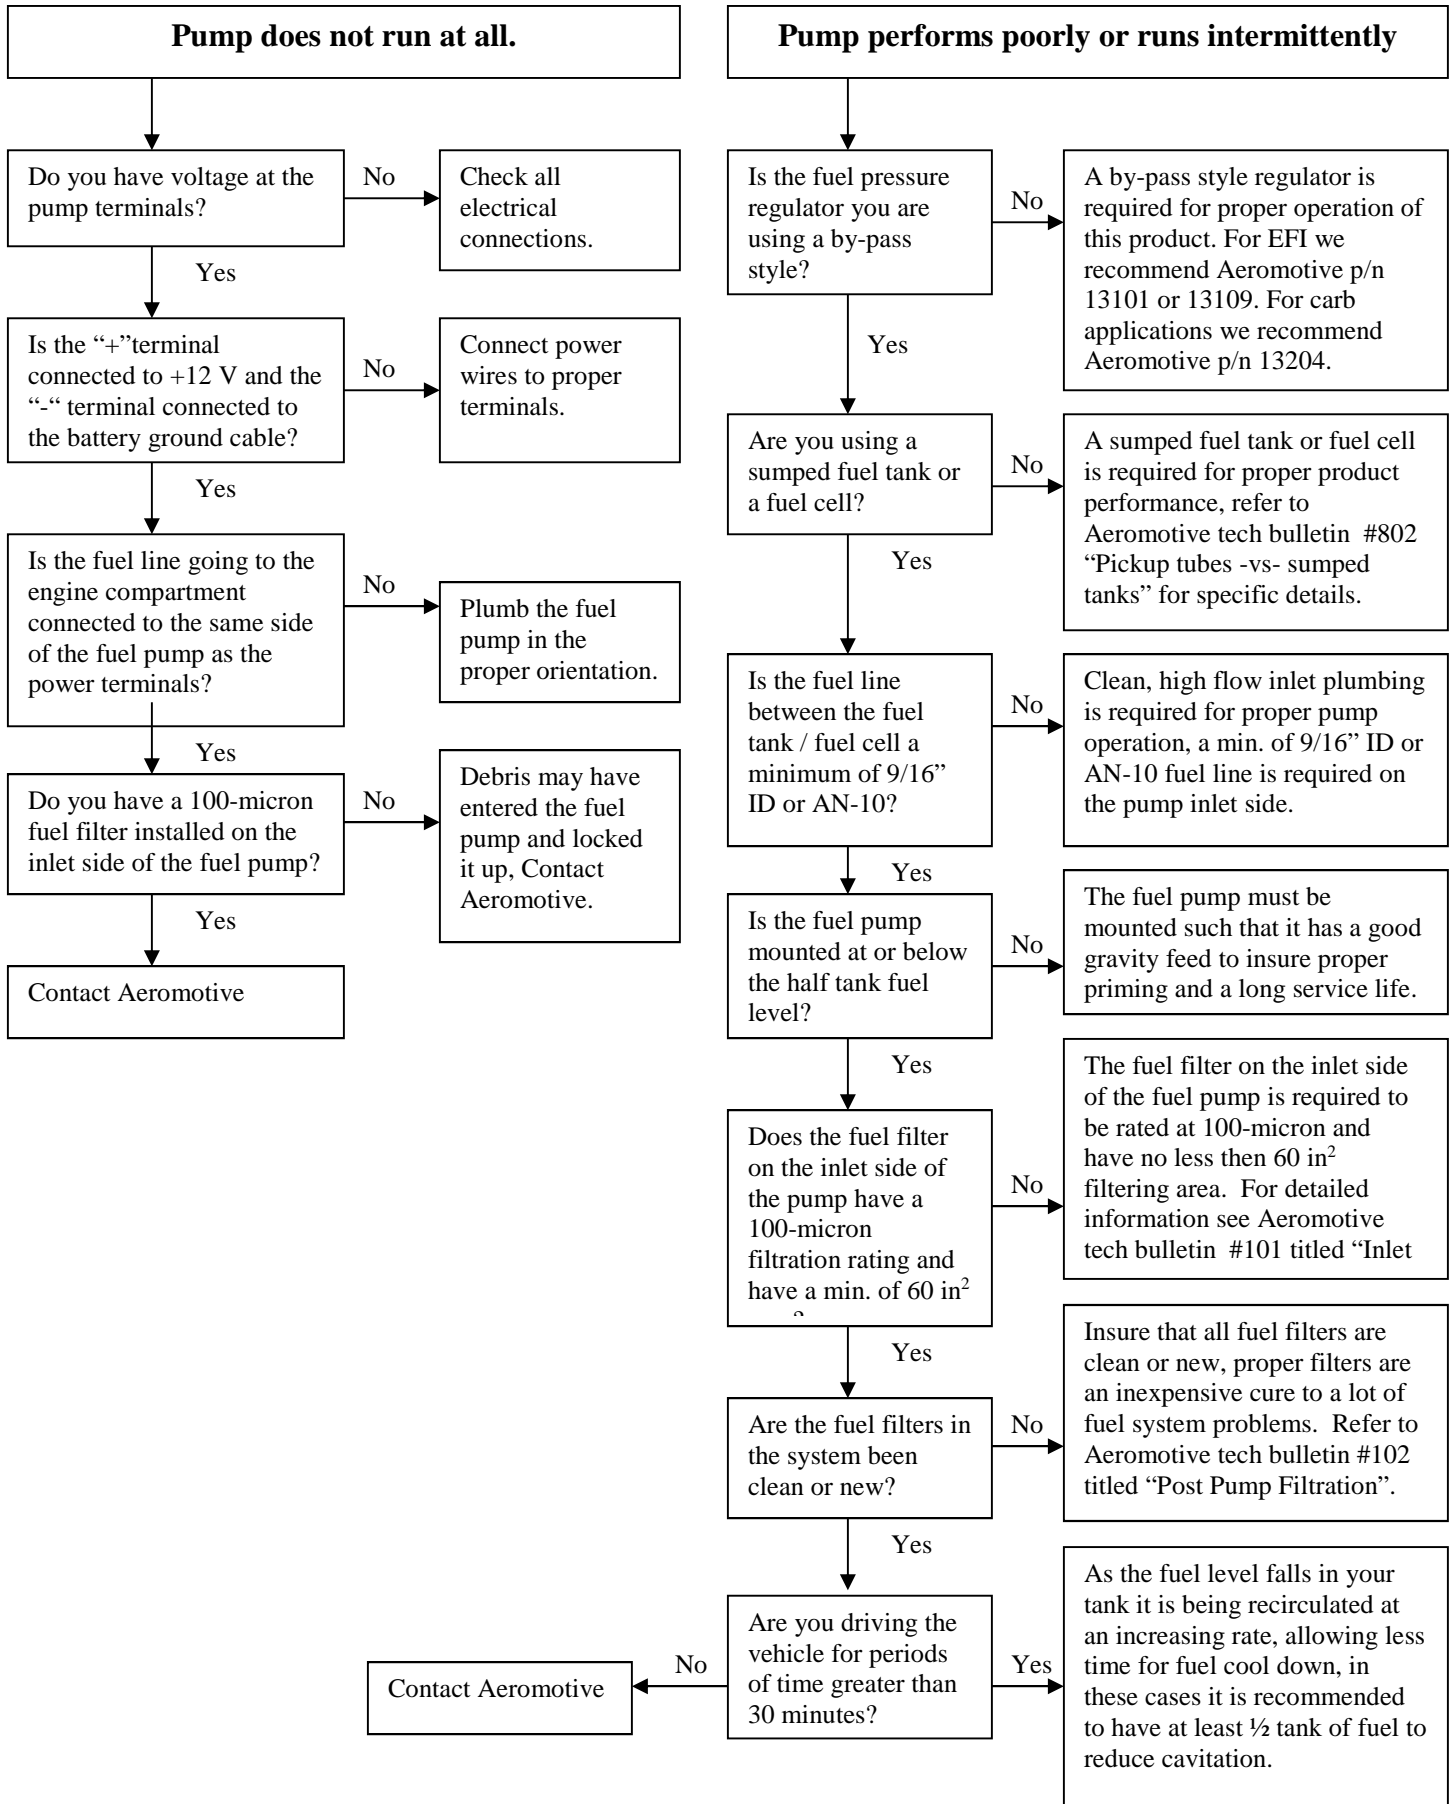 Pump does not run at all.
Do you have voltage at the
pump terminals?
No
Check all
electrical
connections.
Yes
Is the “+”terminal
connected to +12 V and the
“-“ terminal connected to
the battery ground cable?
No
Connect power
wires to proper
terminals.
Yes
Is the fuel line going to the
engine compartment
connected to the same side
of the fuel pump as the
power terminals?
No
Plumb the fuel
pump in the
proper orientation.
Yes
Do you have a 100-micron
fuel filter installed on the
inlet side of the fuel pump?
No
Debris may have
entered the fuel
pump and locked
it up, Contact
Aeromotive.
Yes
Contact Aeromotive
Pump performs poorly or runs intermittently
Is the fuel pressure
regulator you are
using a by-pass
style?
No
A by-pass style regulator is
required for proper operation of
this product. For EFI we
recommend Aeromotive p/n
13101 or 13109. For carb
applications we recommend
Aeromotive p/n 13204.
Yes
Are you using a
sumped fuel tank or
a fuel cell?
No
A sumped fuel tank or fuel cell
is required for proper product
performance, refer to
Aeromotive tech bulletin  #802
“Pickup tubes -vs- sumped
tanks” for specific details.
Yes
Is the fuel line
between the fuel
tank / fuel cell a
minimum of 9/16”
ID or AN-10?
No
Clean, high flow inlet plumbing
is required for proper pump
operation, a min. of 9/16” ID or
AN-10 fuel line is required on
the pump inlet side.
Yes
Is the fuel pump
mounted at or below
the half tank fuel
level?
No
The fuel pump must be
mounted such that it has a good
gravity feed to insure proper
priming and a long service life.
Yes
Does the fuel filter
on the inlet side of
the pump have a
100-micron
filtration rating and
have a min. of 60 in²
No
The fuel filter on the inlet side
of the fuel pump is required to
be rated at 100-micron and
have no less then 60 in²
filtering area.  For detailed
information see Aeromotive
tech bulletin  #101 titled “Inlet
Yes
Are the fuel filters in
the system been
clean or new?
No
Insure that all fuel filters are
clean or new, proper filters are
an inexpensive cure to a lot of
fuel system problems.  Refer to
Aeromotive tech bulletin #102
titled “Post Pump Filtration”.
Yes
Are you driving the
vehicle for periods
of time greater than
30 minutes?
No
Contact Aeromotive
Yes
As the fuel level falls in your
tank it is being recirculated at
an increasing rate, allowing less
time for fuel cool down, in
these cases it is recommended
to have at least ½ tank of fuel to
reduce cavitation.